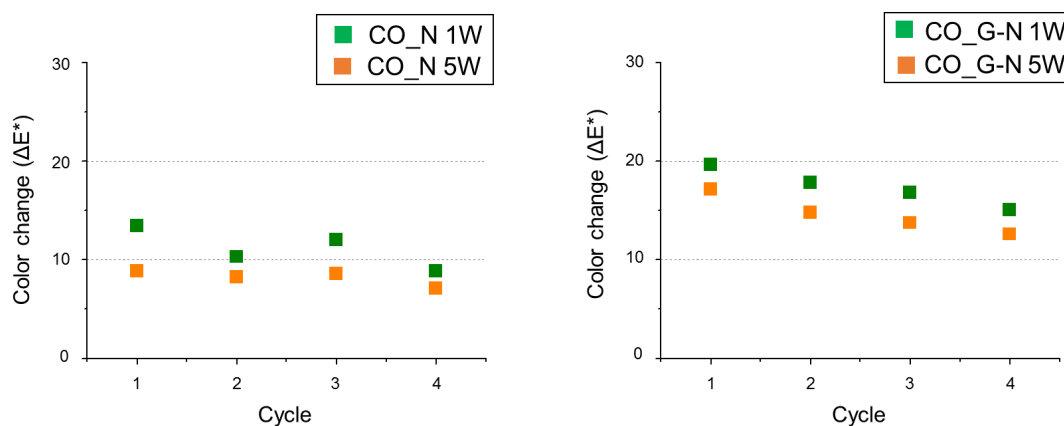 CO_N 1W
CO_N 5W
30
20
10
0
Color change (ΔE*)
1 2 3 4
Cycle
CO_G-N 1W
CO_G-N 5W
30
20
10
0
Color change (ΔE*)
1 2 3 4
Cycle